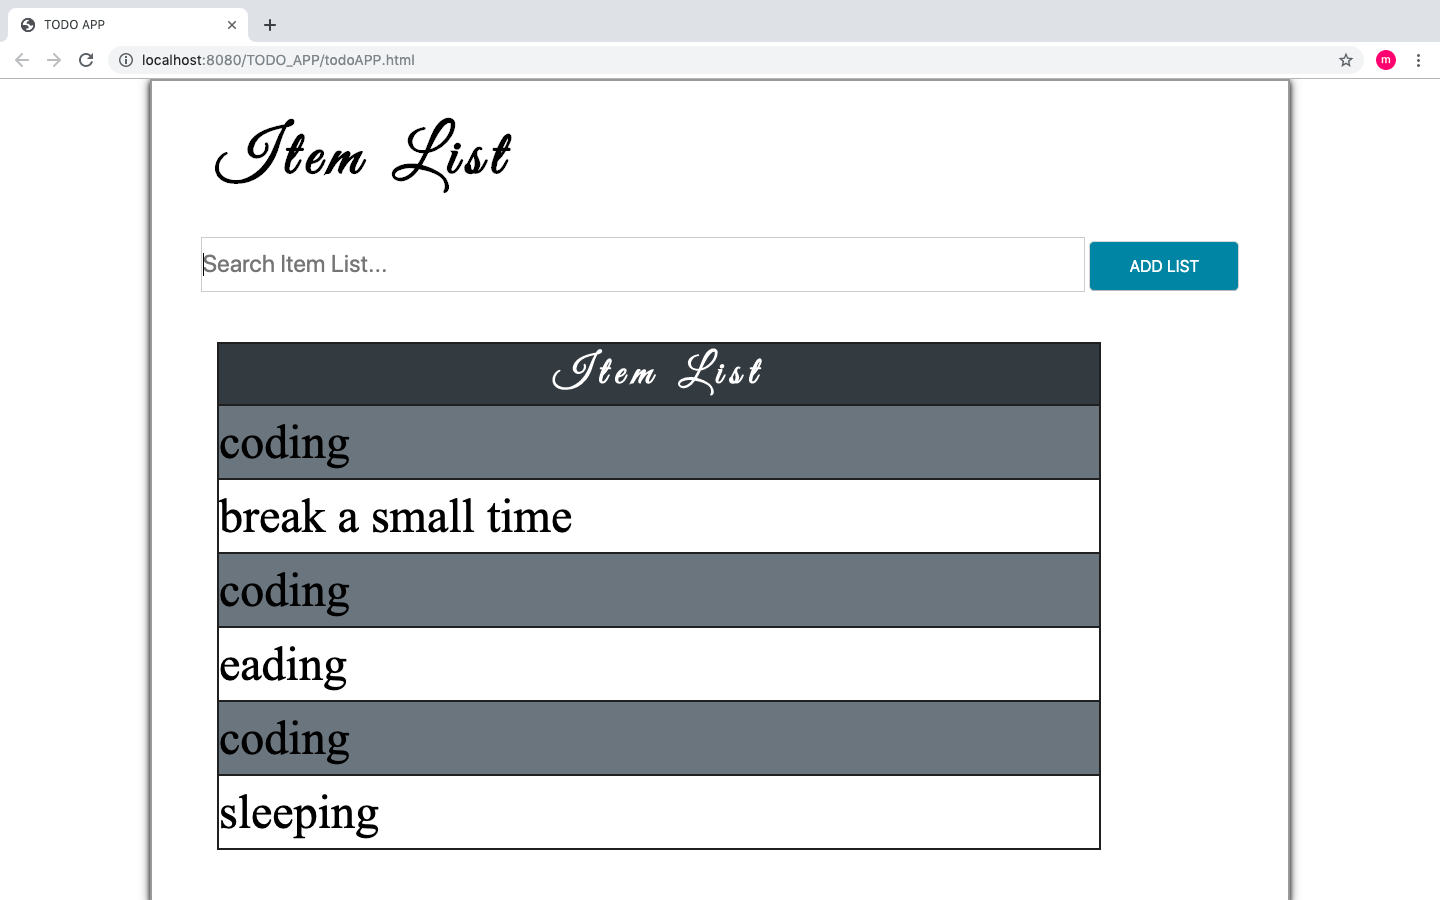 TODO APP
localhost:8080/TODO_APP/todoAPP.html
m
Item List
Search Item List...
ADD LIST
Item List
coding
break a small time
coding
eading
coding
sleeping